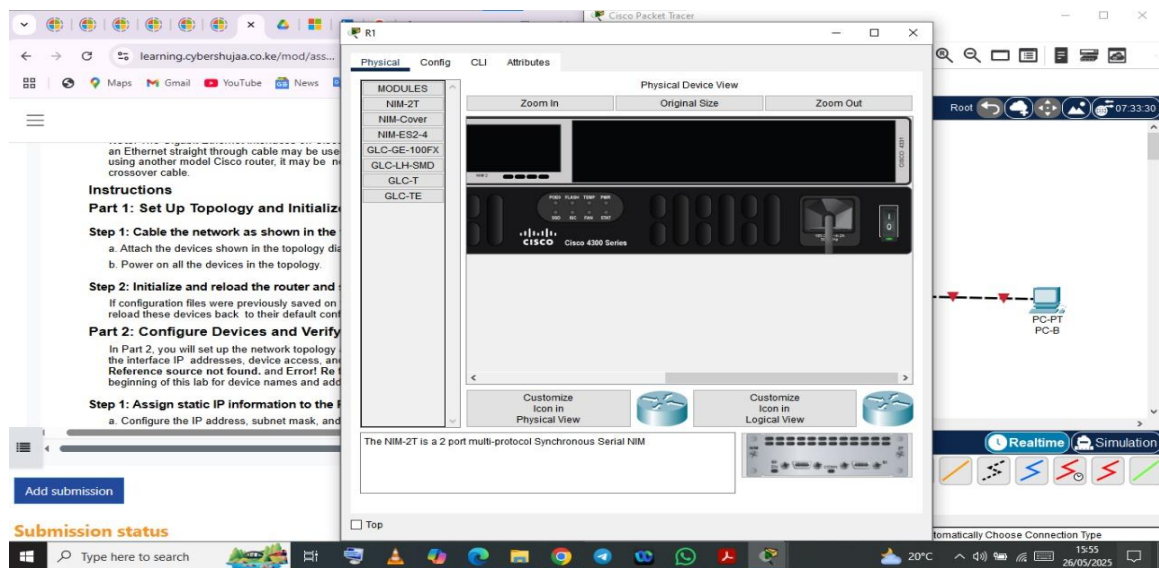 Cisco Packet Tracer
R1
learning.cybershujaa.co.ke/mod/ass...
Maps
Gmail
YouTube
News
an Ethernet straight through cable may be use
using another model Cisco router, it may be
crossover cable.
Instructions
Part 1: Set Up Topology and Initializ
Step 1: Cable the network as shown in the
a. Attach the devices shown in the topology dia
b. Power on all the devices in the topology.
Step 2: Initialize and reload the router and
If configuration files were previously saved on
reload these devices back to their default conf
Part 2: Configure Devices and Verify
In Part 2, you will set up the network topology
the interface IP addresses, device access, and
Reference source not found. and Error! Re f
beginning of this lab for device names and add
Step 1: Assign static IP information to the
a. Configure the IP address, subnet mask, and
Add submission
Submission status
Physical
Config
CLI
Attributes
MODULES
NIM-2T
NIM-Cover
NIM-ES2-4
GLC-GE-100FX
GLC-LH-SMD
GLC-T
GLC-TE
Physical Device View
Zoom In
Original Size
Zoom Out
CISCO Cisco 4300 Series
Customize
Icon in
Physical View
Customize
Icon in
Logical View
The NIM-2T is a 2 port multi-protocol Synchronous Serial NIM
Top
Root
07:33:30
PC-PT
PC-B
Realtime
Simulation
tomatically Choose Connection Type
Type here to search
20°C
15:55
26/05/2025